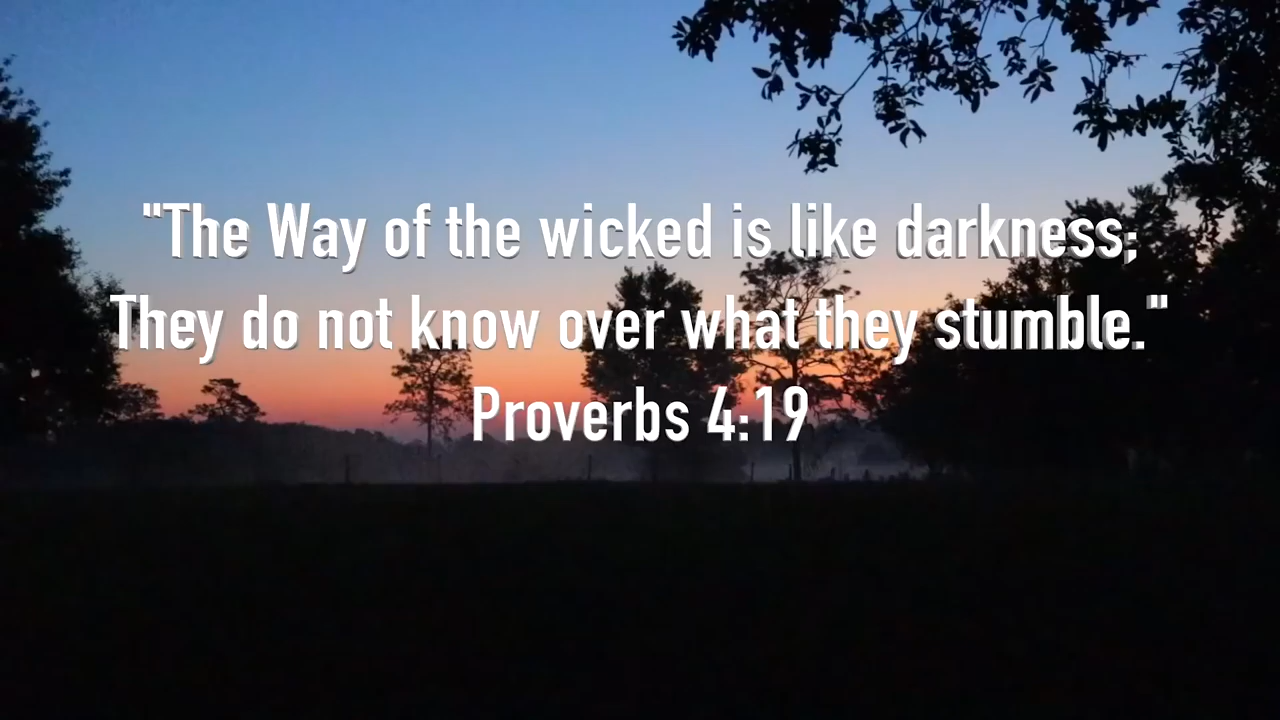 "The Way of the wicked is like darkness;
They do not know over what they stumble."
Proverbs 4:19